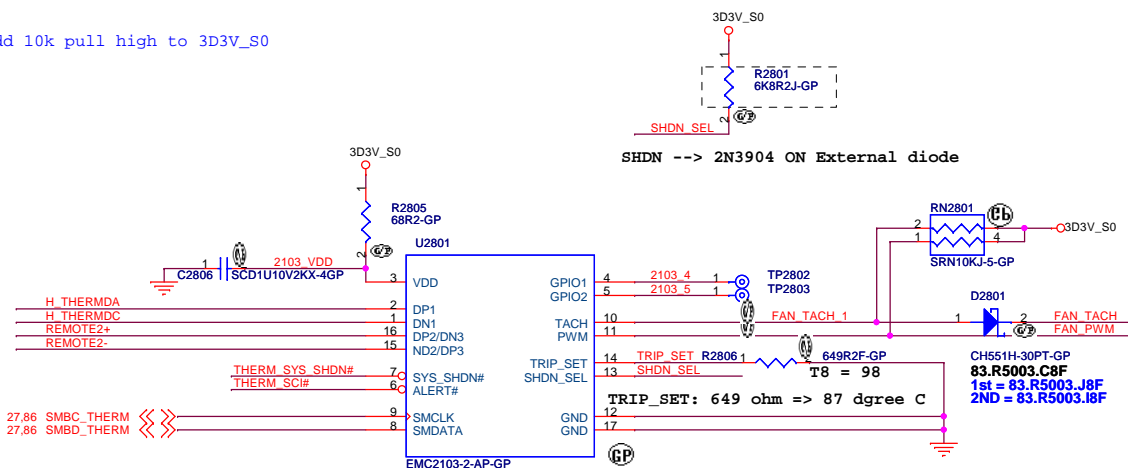 dd 10k pull high to 3D3V_S0
3D3V_S0
1
R2801
6K8R2J-GP
2
G/P
SHDN_SEL
SHDN --> 2N3904 ON External diode
3D3V_S0
1
R2805
68R2-GP
2
G/P
U2801
1
2103_VDD
C2806
SCD1U10V2KX-4GP
3 VDD
GPIO1 4 2103_4 1 TP2802
GPIO2 5 2103_5 1 TP2803
RN2801
2
1 4
3D3V_S0
SRN10KJ-5-GP
H_THERMDA 2 DP1
H_THERMDC 1 DN1
REMOTE2+ 16 DP2/DN3
REMOTE2- 15 ND2/DP3
TACH 10 FAN_TACH_1
PWM 11
D2801
1 2 FAN_TACH
FAN_PWM
G/P
CH551H-30PT-GP
83.R5003.C8F
1st = 83.R5003.J8F
2ND = 83.R5003.I8F
THERM_SYS_SHDN# 7 SYS_SHDN#
THERM_SCI# 6 ALERT#
TRIP_SET 14 TRIP_SET R2806 1 2 649R2F-GP
SHDN_SEL 13 SHDN_SEL
T8 = 98
TRIP_SET: 649 ohm => 87 dgree C
27,86 SMBC_THERM 9 SMCLK
27,86 SMBD_THERM 8 SMDATA
GND 12
GND 17
GP
EMC2103-2-AP-GP